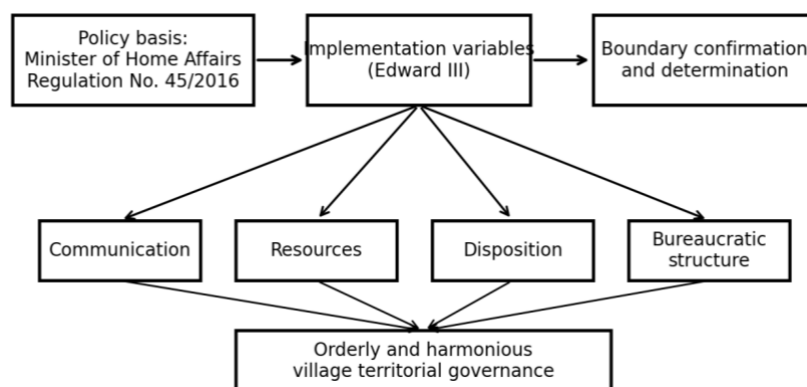 Policy basis:
Minister of Home Affairs
Regulation No. 45/2016
Implementation variables
(Edward III)
Boundary confirmation
and determination
Communication
Resources
Disposition
Bureaucratic
structure
Orderly and harmonious
village territorial governance